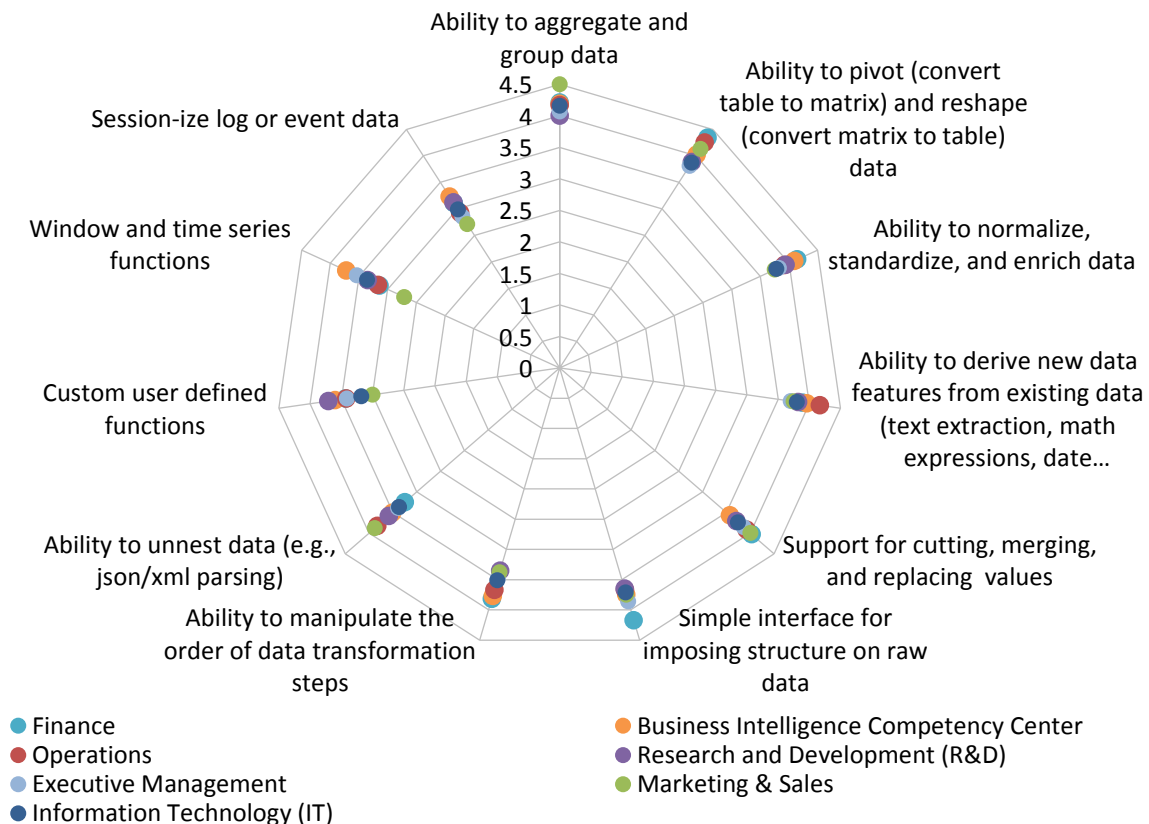 Ability to aggregate and
group data
Ability to pivot (convert
table to matrix) and reshape
(convert matrix to table)
data
Ability to normalize,
standardize, and enrich data
Ability to derive new data
features from existing data
(text extraction, math
expressions, date…
Support for cutting, merging,
and replacing values
Simple interface for
imposing structure on raw
data
Ability to manipulate the
order of data transformation
steps
Ability to unnest data (e.g.,
json/xml parsing)
Custom user defined
functions
Window and time series
functions
Session-ize log or event data
4.5
4
3.5
3
2.5
2
1.5
1
0.5
0
Finance
Business Intelligence Competency Center
Operations
Research and Development (R&D)
Executive Management
Marketing & Sales
Information Technology (IT)